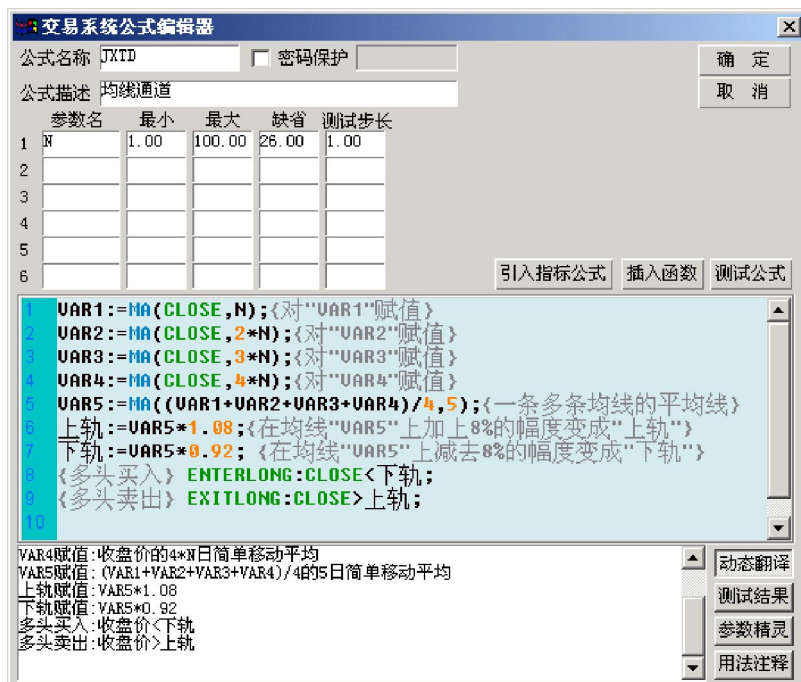 交易系统公式编辑器
公式名称 JXTD 密码保护 确 定
公式描述 均线通道 取 消
参数名 最小 最大 缺省 测试步长
1 N 1.00 100.00 26.00 1.00
2
3
4
5
6 引入指标公式 插入函数 测试公式
1 VAR1:=MA(CLOSE,N);{对"VAR1"赋值}
2 VAR2:=MA(CLOSE,2*N);{对"VAR2"赋值}
3 VAR3:=MA(CLOSE,3*N);{对"VAR3"赋值}
4 VAR4:=MA(CLOSE,4*N);{对"VAR4"赋值}
5 VAR5:=MA((VAR1+VAR2+VAR3+VAR4)/4,5);{一条多条均线的平均线}
6 上轨:=VAR5*1.08;{在均线"VAR5"上加上8%的幅度变成"上轨"}
7 下轨:=VAR5*0.92; {在均线"VAR5"上减去8%的幅度变成"下轨"}
8 {多头买入} ENTERLONG:CLOSE<下轨;
9 {多头卖出} EXITLONG:CLOSE>上轨;
10
VAR4赋值:收盘价的4*N日简单移动平均
VAR5赋值:(VAR1+VAR2+VAR3+VAR4)/4的5日简单移动平均
上轨赋值:VAR5*1.08
下轨赋值:VAR5*0.92
多头买入:收盘价<下轨
多头卖出:收盘价>上轨
动态翻译
测试结果
参数精灵
用法注释